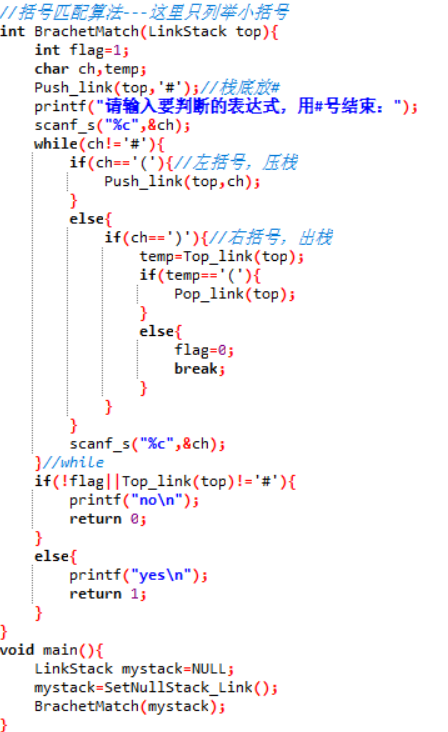 //括号匹配算法---这里只列举小括号
int BrachetMatch(LinkStack top){
    int flag=1;
    char ch,temp;
    Push_link(top,'#');//栈底放#
    printf("请输入要判断的表达式，用#号结束：");
    scanf_s("%c",&ch);
    while(ch!='#'){
        if(ch=='('){//左括号，压栈
            Push_link(top,ch);
        }
        else{
            if(ch==')'){//右括号，出栈
                temp=Top_link(top);
                if(temp=='('){
                    Pop_link(top);
                }
                else{
                    flag=0;
                    break;
                }
            }
        }
        scanf_s("%c",&ch);
    }//while
    if(!flag||Top_link(top)!='#'){
        printf("no\n");
        return 0;
    }
    else{
        printf("yes\n");
        return 1;
    }
}
void main(){
    LinkStack mystack=NULL;
    mystack=SetNullStack_Link();
    BrachetMatch(mystack);
}